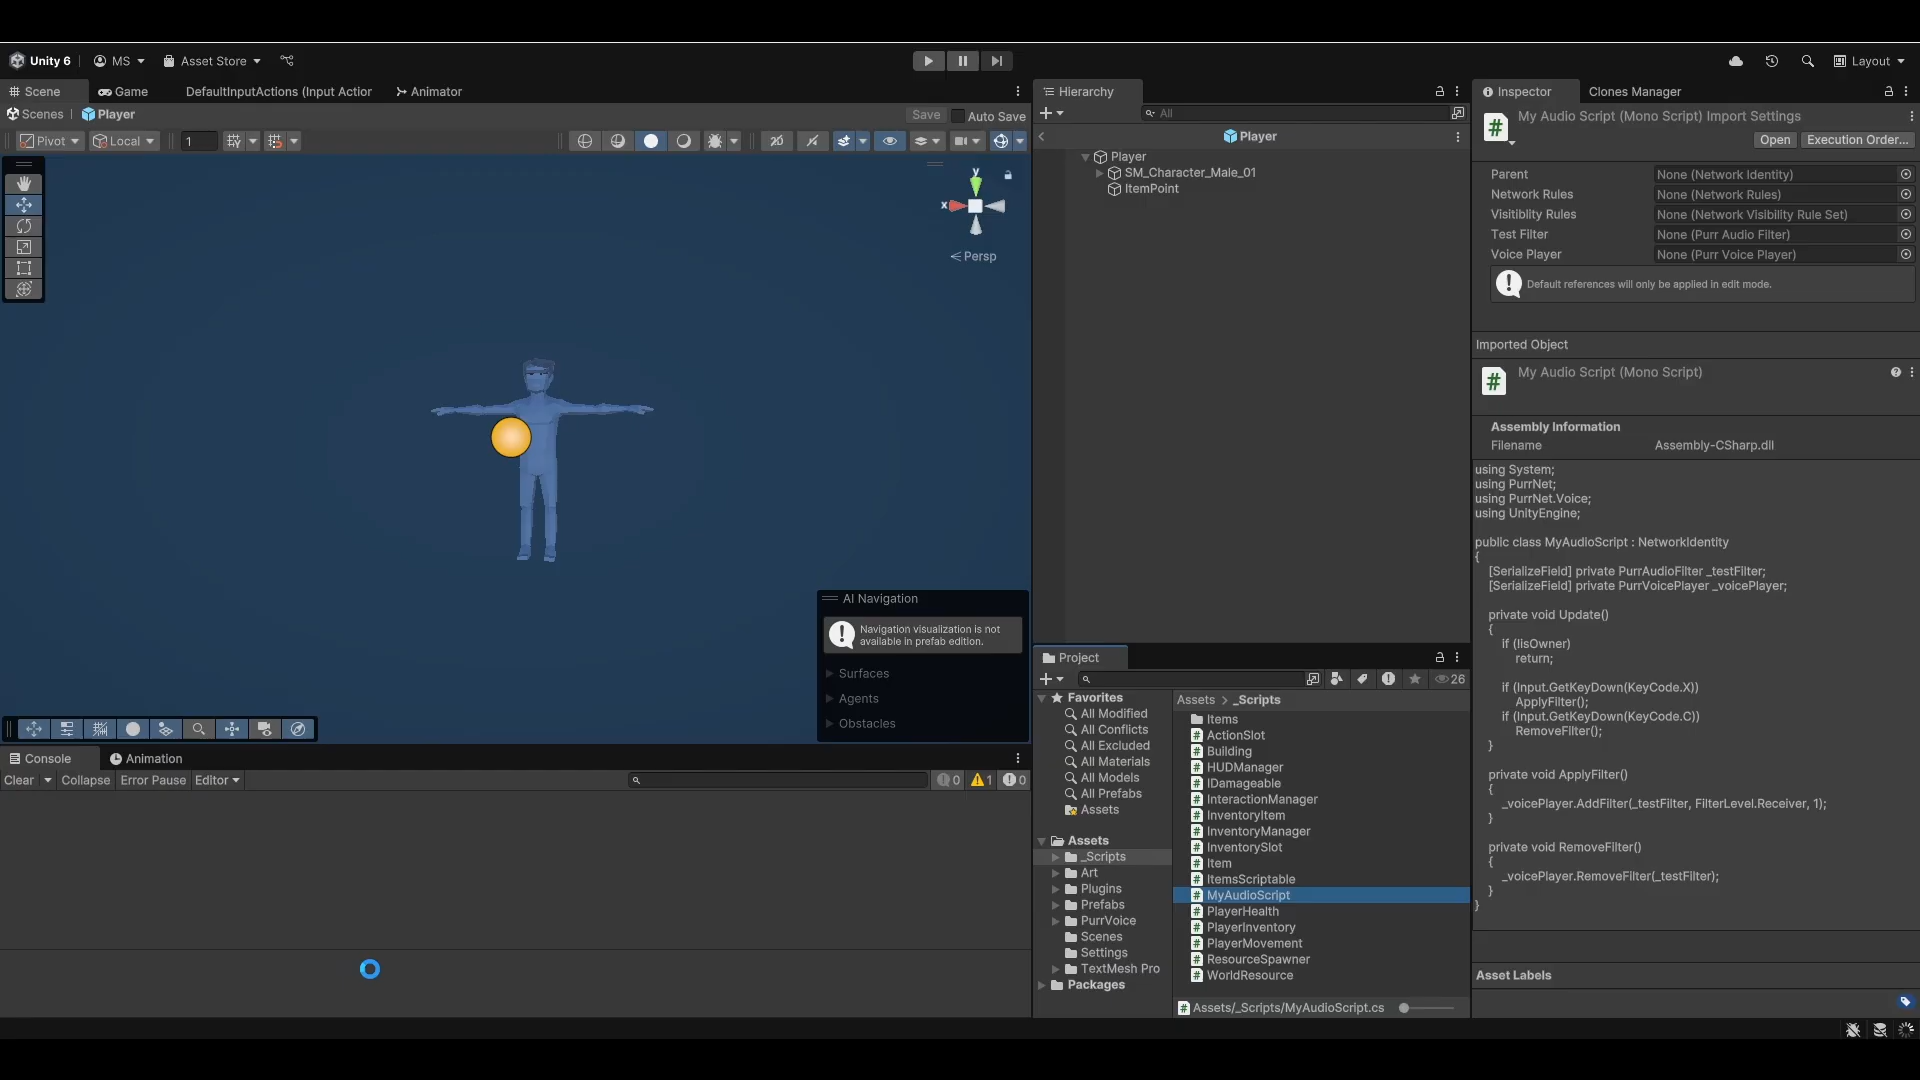 Unity 6
MS
Asset Store
Layout
Scene
Game
DefaultInputActions (Input Action
Animator
Scenes
Player
Save
Auto Save
Pivot
Local
1
2D
y
x
Persp
AI Navigation
Navigation visualization is not
available in prefab edition.
Surfaces
Agents
Obstacles
Console
Animation
Clear
Collapse
Error Pause
Editor
0
1
0
Hierarchy
All
Player
Player
SM_Character_Male_01
ItemPoint
Project
26
Favorites
All Modified
All Conflicts
All Excluded
All Materials
All Models
All Prefabs
Assets
Assets
_Scripts
Art
Plugins
Prefabs
PurrVoice
Scenes
Settings
TextMesh Pro
Packages
Assets > _Scripts
Items
ActionSlot
Building
HUDManager
IDamageable
InteractionManager
InventoryItem
InventoryManager
InventorySlot
Item
ItemsScriptable
MyAudioScript
PlayerHealth
PlayerInventory
PlayerMovement
ResourceSpawner
WorldResource
Assets/_Scripts/MyAudioScript.cs
Inspector
Clones Manager
My Audio Script (Mono Script) Import Settings
Open
Execution Order...
Parent
None (Network Identity)
Network Rules
None (Network Rules)
Visitiblity Rules
None (Network Visibility Rule Set)
Test Filter
None (Purr Audio Filter)
Voice Player
None (Purr Voice Player)
Default references will only be applied in edit mode.
Imported Object
My Audio Script (Mono Script)
Assembly Information
Filename
Assembly-CSharp.dll
using System;
using PurrNet;
using PurrNet.Voice;
using UnityEngine;
public class MyAudioScript : NetworkIdentity
{
[SerializeField] private PurrAudioFilter _testFilter;
[SerializeField] private PurrVoicePlayer _voicePlayer;
private void Update()
{
if (!isOwner)
return;
if (Input.GetKeyDown(KeyCode.X))
ApplyFilter();
if (Input.GetKeyDown(KeyCode.C))
RemoveFilter();
}
private void ApplyFilter()
{
_voicePlayer.AddFilter(_testFilter, FilterLevel.Receiver, 1);
}
private void RemoveFilter()
{
_voicePlayer.RemoveFilter(_testFilter);
}
}
Asset Labels